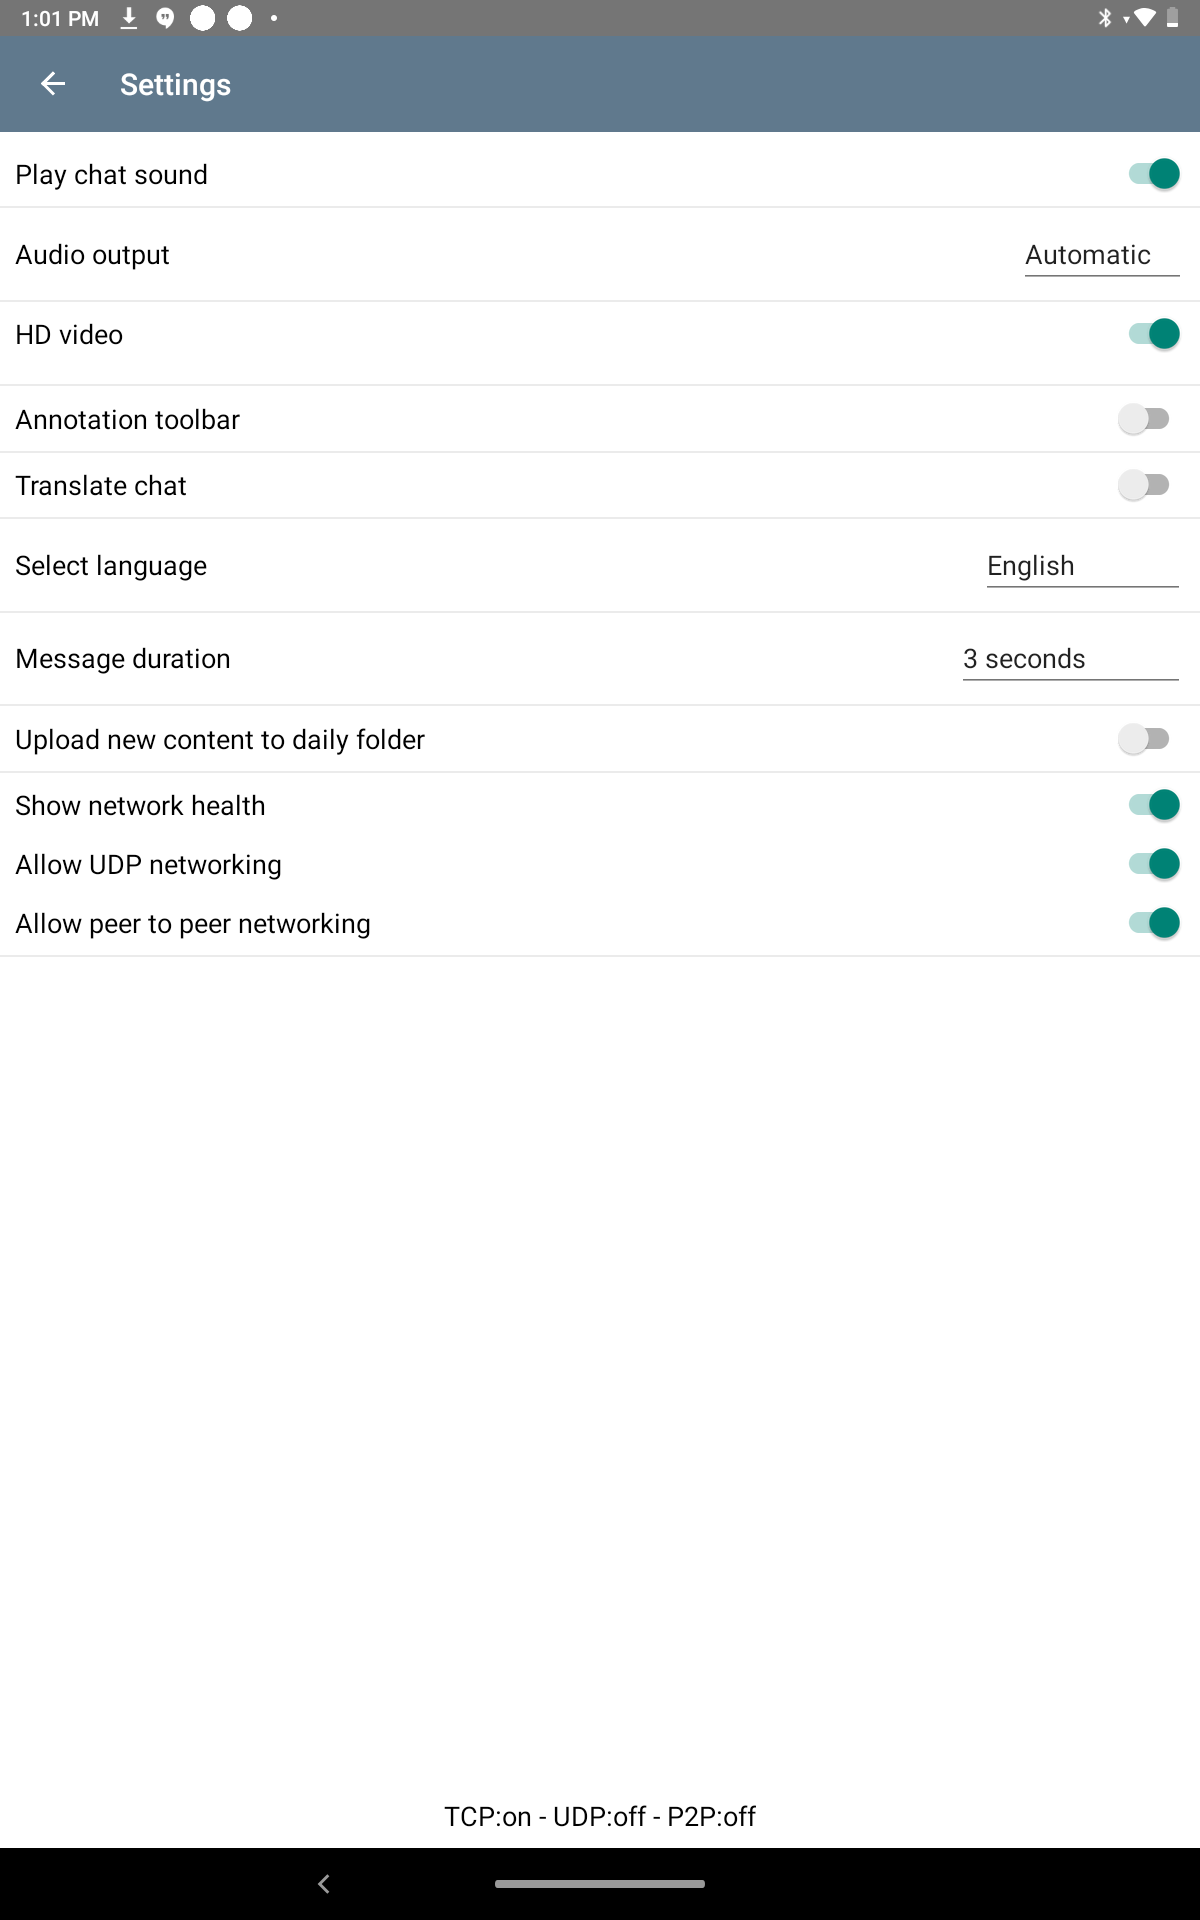 1:01 PM
Settings
Play chat sound
Audio output Automatic
HD video
Annotation toolbar
Translate chat
Select language English
Message duration 3 seconds
Upload new content to daily folder
Show network health
Allow UDP networking
Allow peer to peer networking
TCP:on - UDP:off - P2P:off